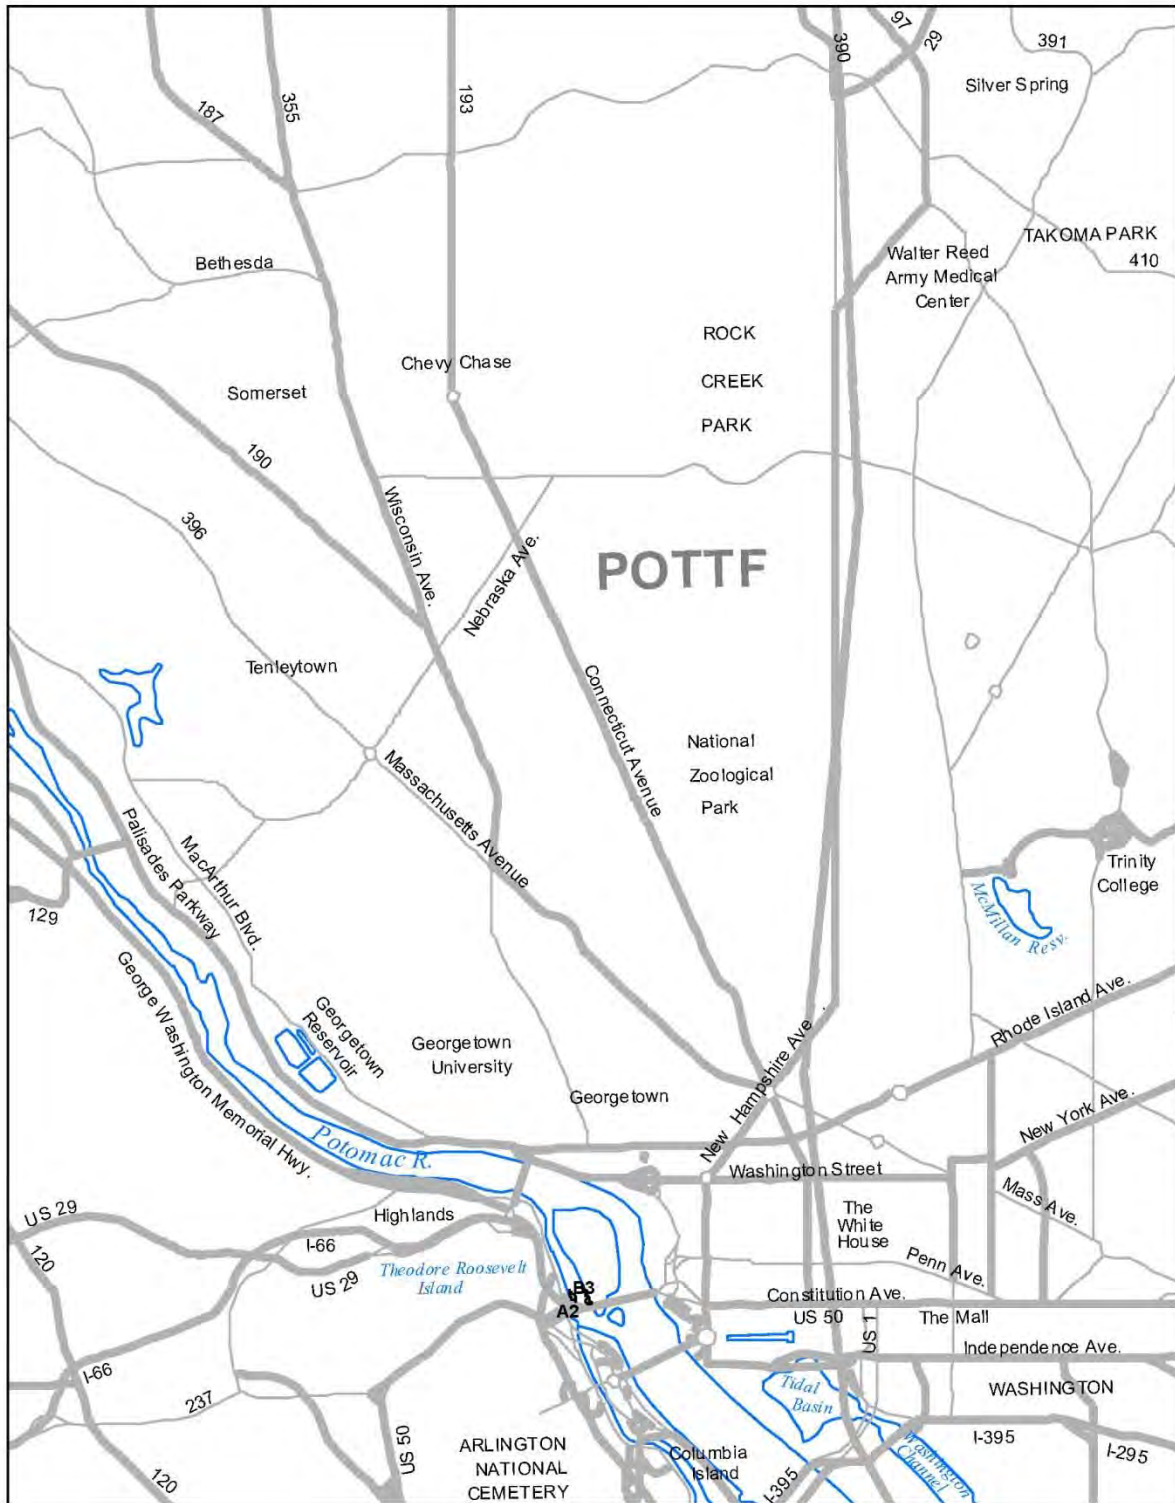 97
29
390
391
Silver Spring
187
355
193
TAKOMA PARK
410
Walter Reed
Army Medical
Center
Bethesda
ROCK
CREEK
PARK
Chevy Chase
Somerset
190
396
Wisconsin Ave.
Nebraska Ave.
POTTF
Tenleytown
Connecticut Avenue
National
Zoological
Park
Massachusetts Avenue
Palisades Parkway
MacArthur Blvd.
129
Trinity
College
McMillan Resv.
George Washington Memorial Hwy.
Georgetown
Reservoir
Georgetown
University
Georgetown
New Hampshire Ave.
Rhode Island Ave.
New York Ave.
Potomac R.
Washington Street
Mass Ave.
US 29
Highlands
I-66
The
White
House
120
US 29
Theodore Roosevelt
Island
Penn Ave.
B3
A2
Constitution Ave.
US 50
US 1
The Mall
Independence Ave.
I-66
237
Tidal
Basin
WASHINGTON
US 50
ARLINGTON
NATIONAL
CEMETERY
Columbia
Island
I-395
Washington
Channel
I-395
I-295
120